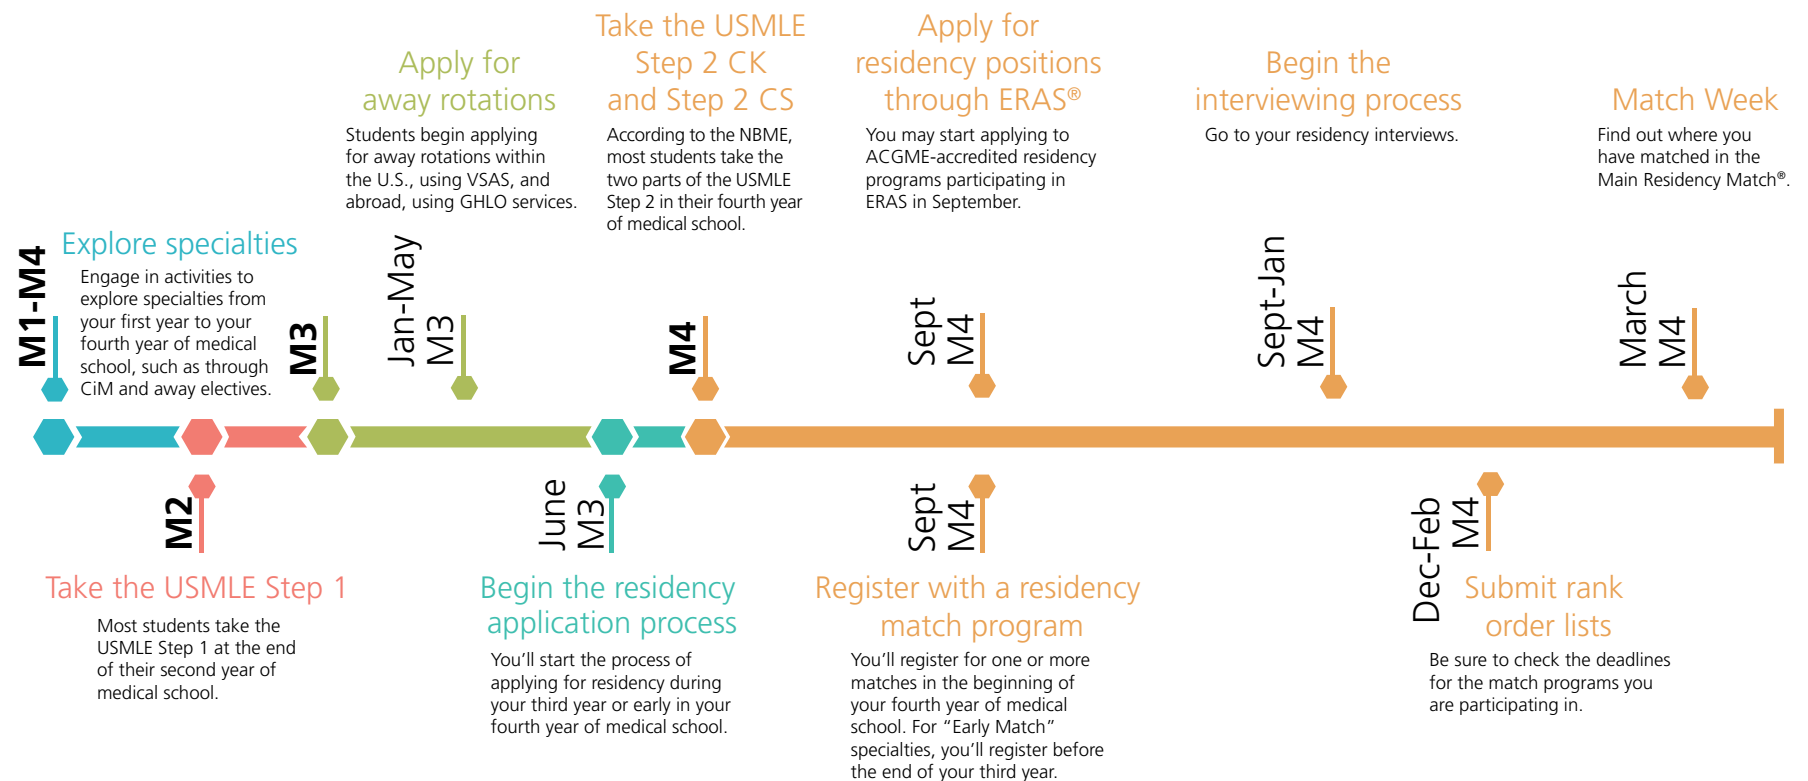 M1-M4
Explore specialties
Engage in activities to
explore specialties from
your first year to your
fourth year of medical
school, such as through
CiM and away electives.
M2
Take the USMLE Step 1
Most students take the
USMLE Step 1 at the end
of their second year of
medical school.
M3
Jan-May
M3
Apply for
away rotations
Students begin applying
for away rotations within
the U.S., using VSAS, and
abroad, using GHLO services.
June
M3
Begin the residency
application process
You’ll start the process of
applying for residency during
your third year or early in your
fourth year of medical school.
M4
Take the USMLE
Step 2 CK
and Step 2 CS
According to the NBME,
most students take the
two parts of the USMLE
Step 2 in their fourth year
of medical school.
Sept
M4
Apply for
residency positions
through ERAS®
You may start applying to
ACGME-accredited residency
programs participating in
ERAS in September.
Sept
M4
Register with a residency
match program
You’ll register for one or more
matches in the beginning of
your fourth year of medical
school. For “Early Match”
specialties, you’ll register before
the end of your third year.
Sept-Jan
M4
Begin the
interviewing process
Go to your residency interviews.
Dec-Feb
M4
Submit rank
order lists
Be sure to check the deadlines
for the match programs you
are participating in.
March
M4
Match Week
Find out where you
have matched in the
Main Residency Match®.